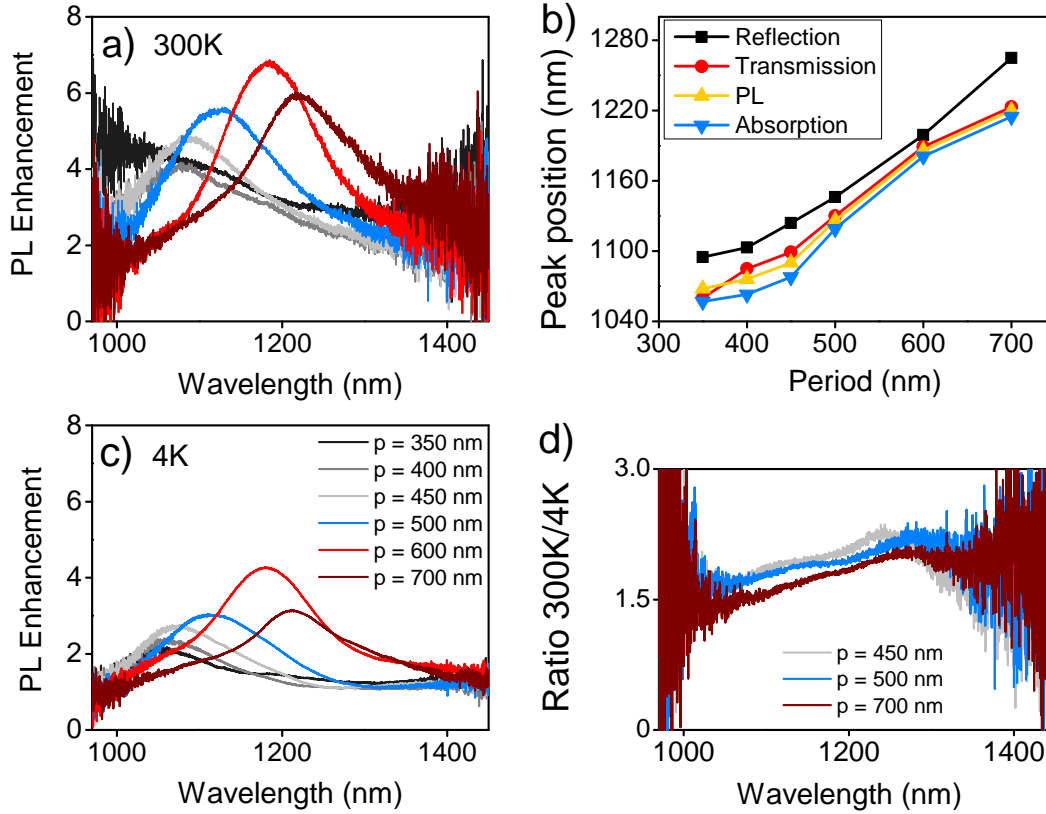 a) 300K
PL Enhancement
8
6
4
2
0
1000 1200 1400
Wavelength (nm)
b)
Peak position (nm)
1280
1220
1160
1100
1040
Reflection
Transmission
PL
Absorption
300 400 500 600 700
Period (nm)
c) 4K
PL Enhancement
8
6
4
2
0
p = 350 nm
p = 400 nm
p = 450 nm
p = 500 nm
p = 600 nm
p = 700 nm
1000 1200 1400
Wavelength (nm)
d)
Ratio 300K/4K
3.0
1.5
0
p = 450 nm
p = 500 nm
p = 700 nm
1000 1200 1400
Wavelength (nm)